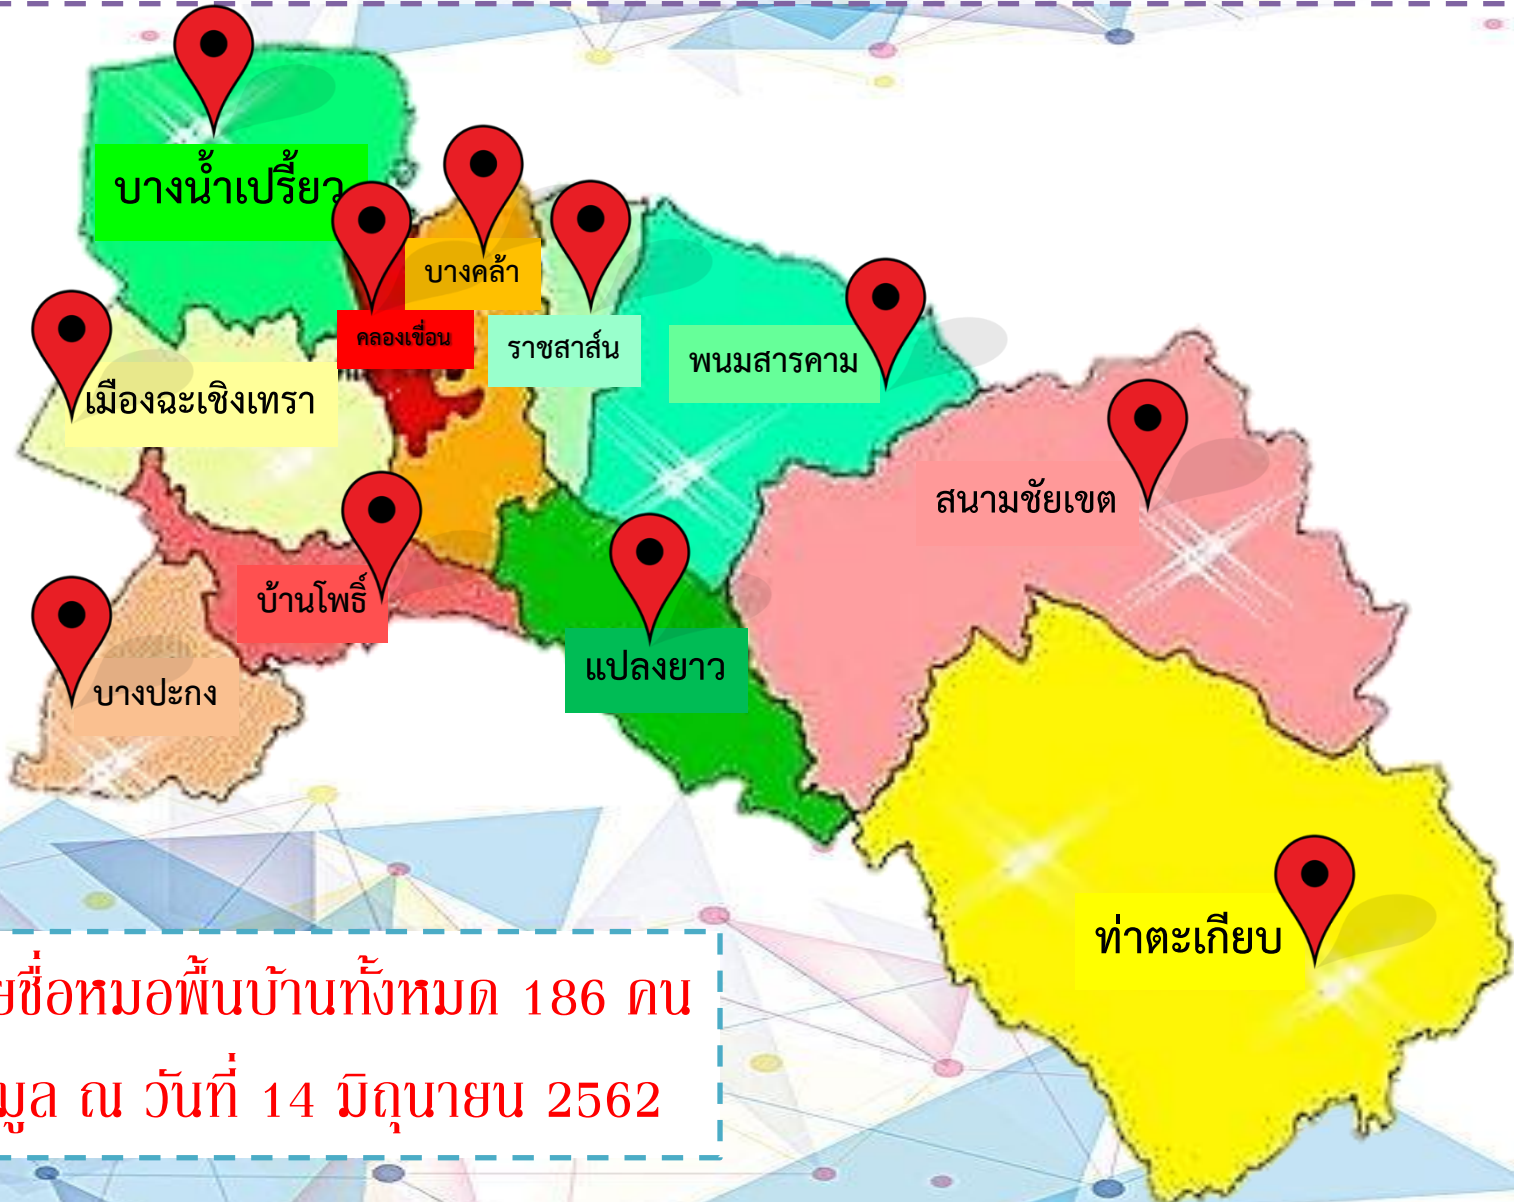 บางน้ำเปรี้ยว
บางคล้า
คลองเขื่อน
ราชสาส์น
พนมสารคาม
เมืองฉะเชิงเทรา
สนามชัยเขต
บ้านโพธิ์
แปลงยาว
บางปะกง
ท่าตะเกียบ
ยชื่อหมอพื้นบ้านทั้งหมด 186 คน
มูล ณ วันที่ 14 มิถุนายน 2562